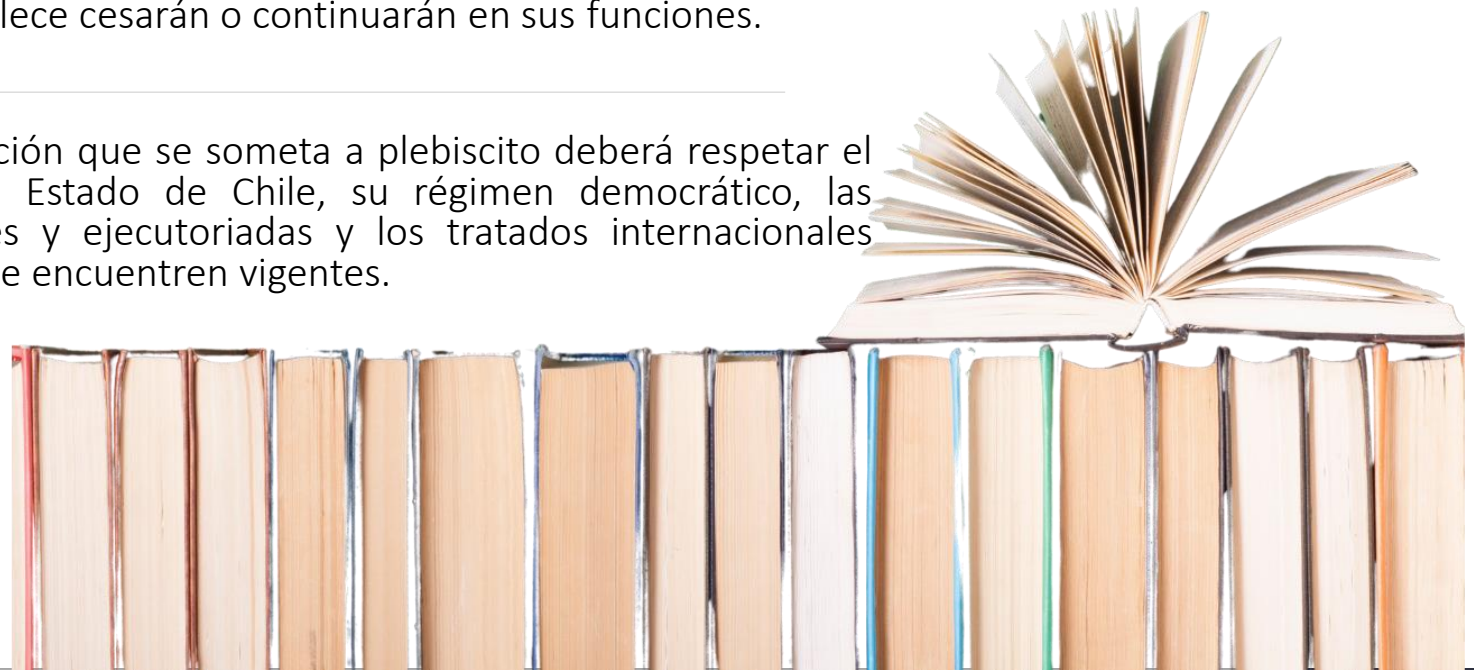 lece cesarán o continuarán en sus funciones.
ción que se someta a plebiscito deberá respetar el
Estado de Chile, su régimen democrático, las
s y ejecutoriadas y los tratados internacionales
e encuentren vigentes.